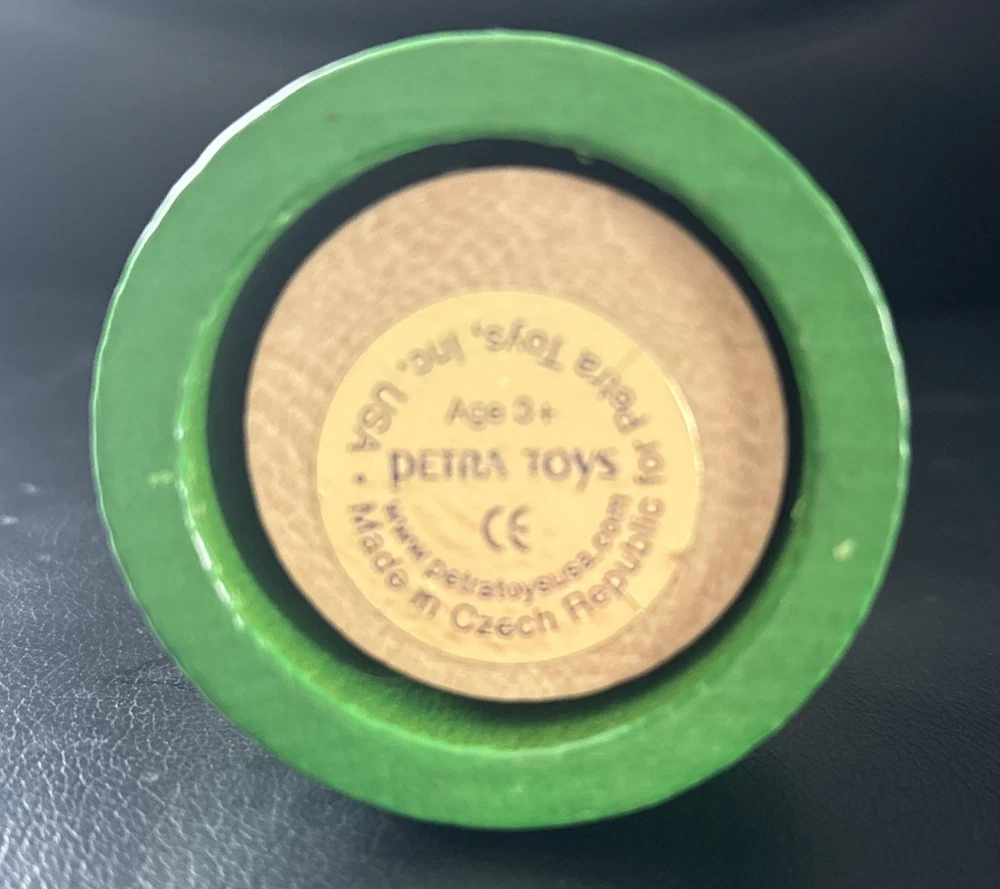 Age 3+
PETRA TOYS
CE
www.petratoysusa.com
Made in Czech Republic for Petra Toys, Inc. USA •